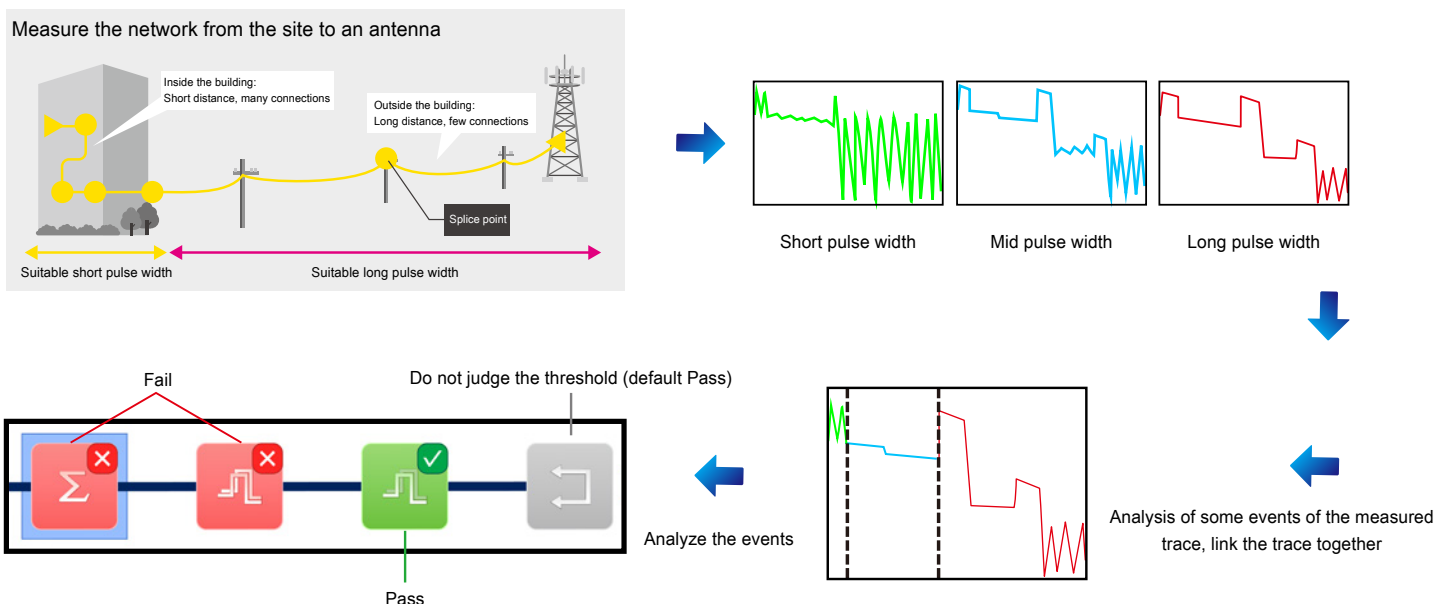 Measure the network from the site to an antenna
Inside the building:
Short distance, many connections
Outside the building:
Long distance, few connections
Splice point
Suitable short pulse width
Suitable long pulse width
Short pulse width
Mid pulse width
Long pulse width
Analysis of some events of the measured
trace, link the trace together
Analyze the events
Fail
Do not judge the threshold (default Pass)
Σ
Pass